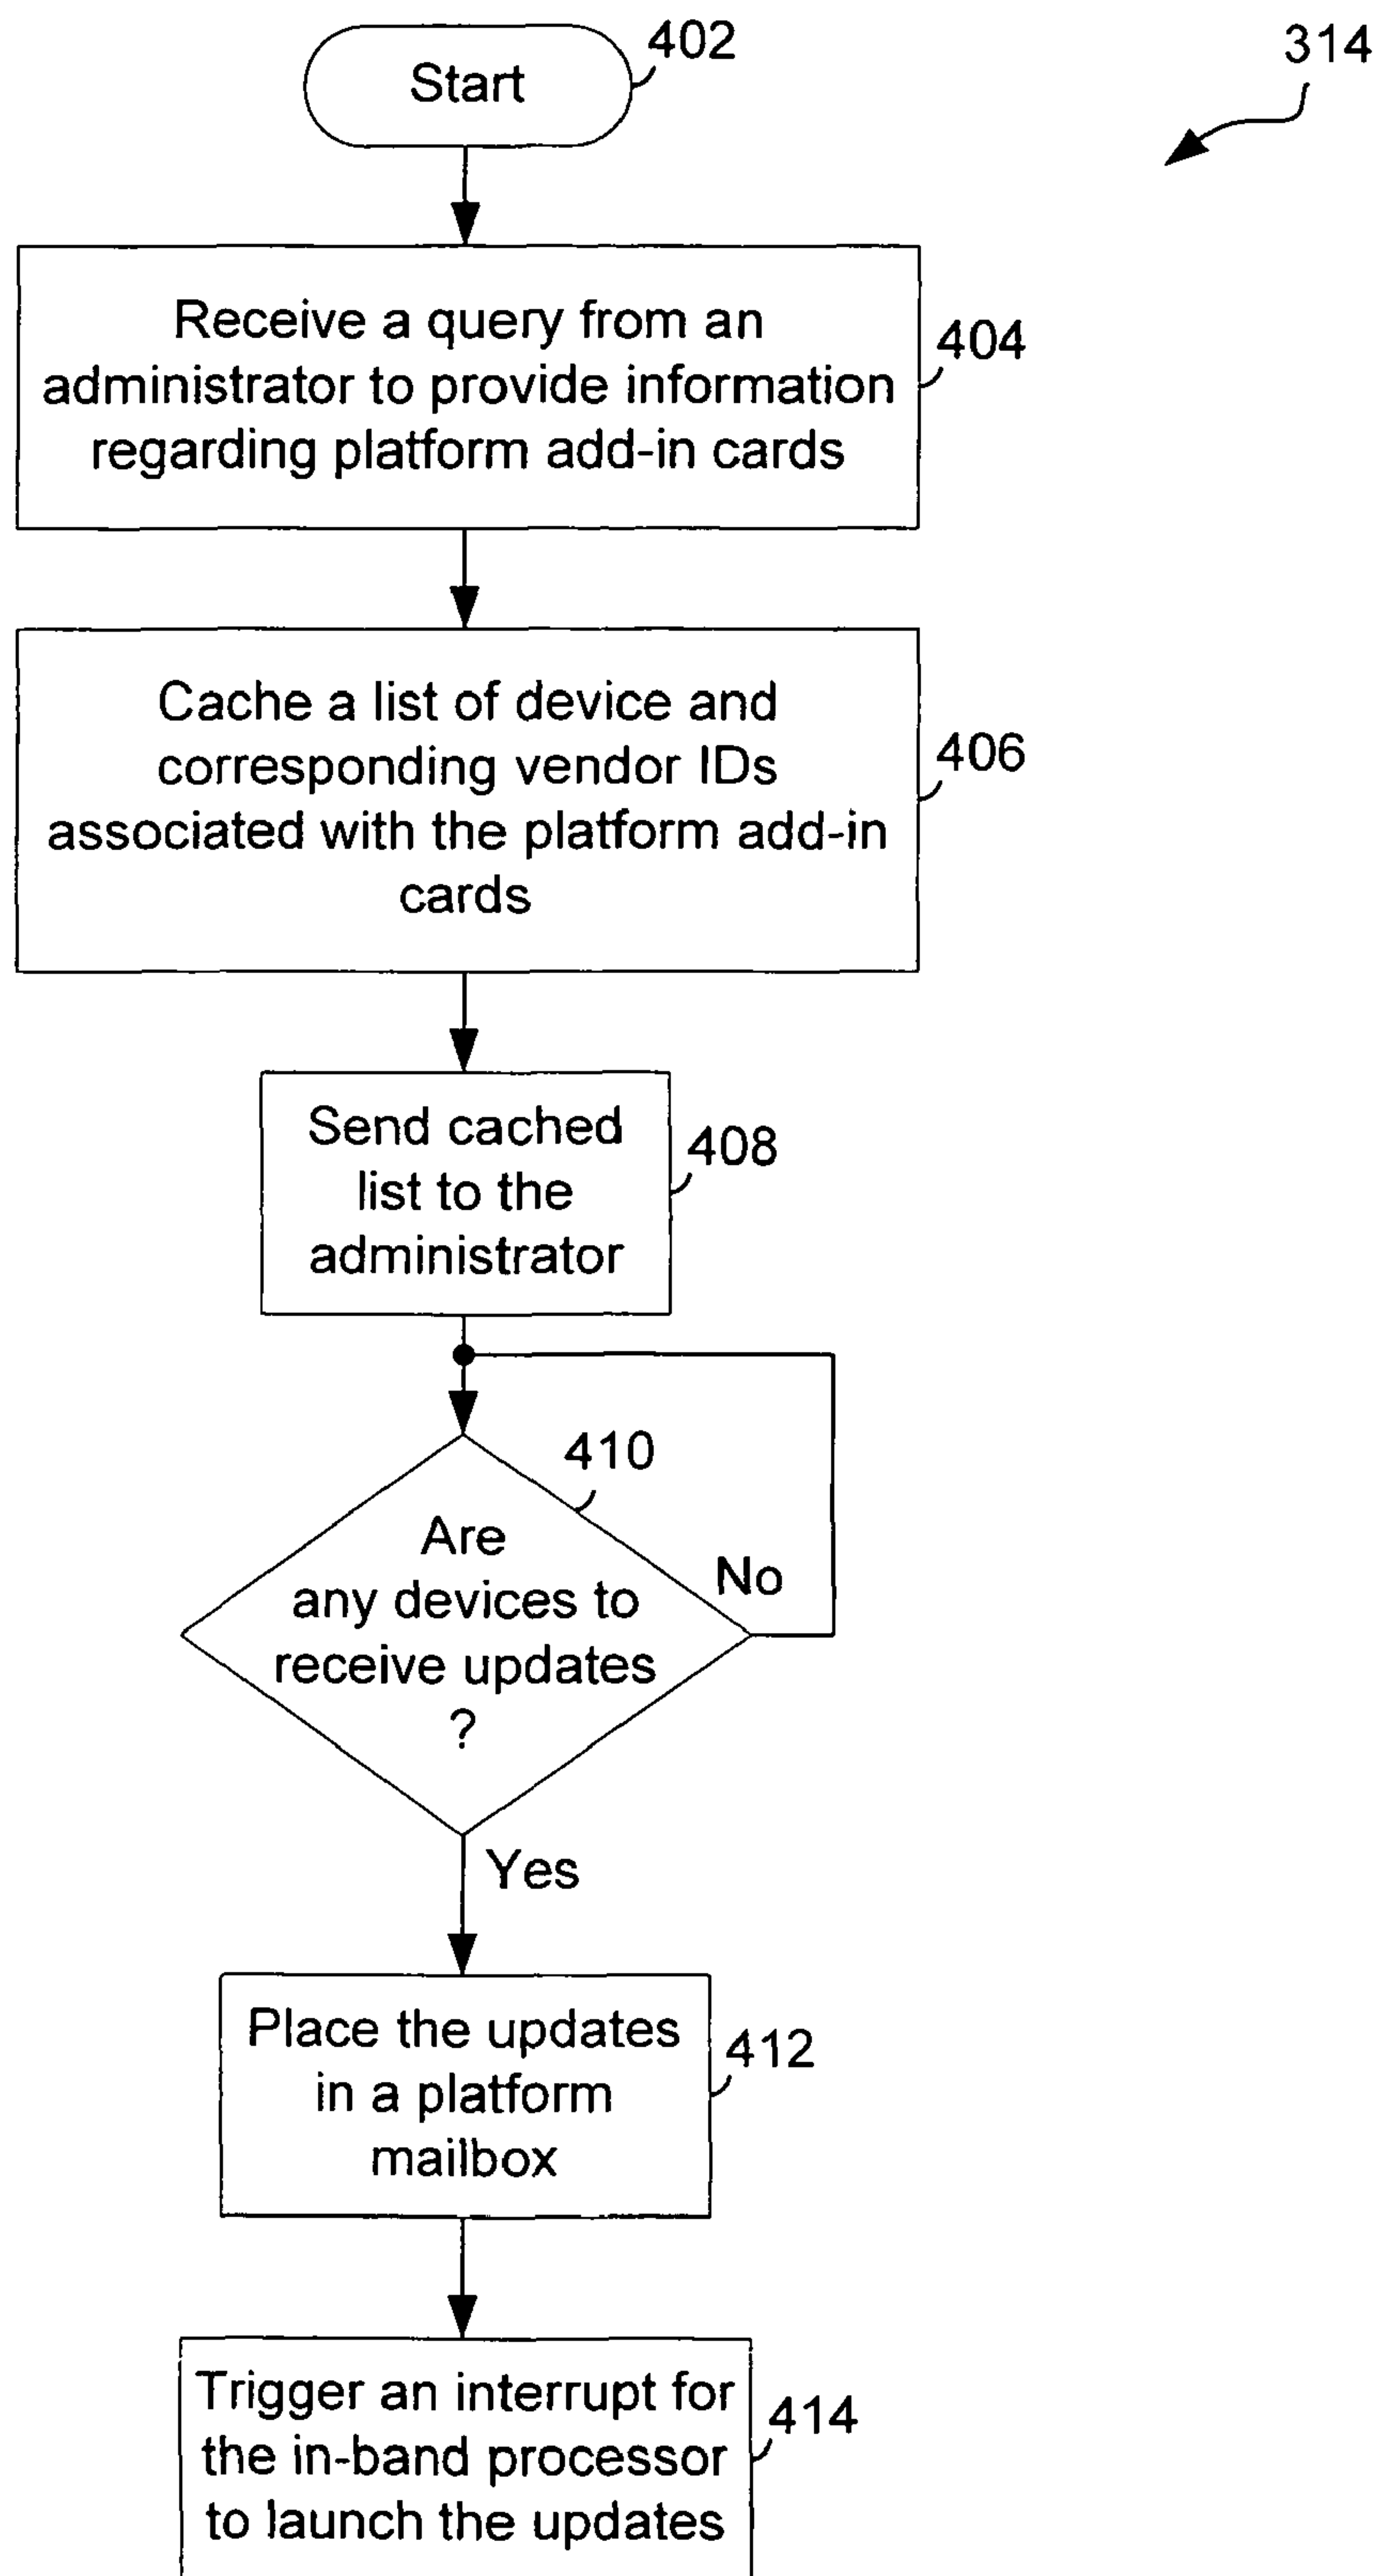 402
314
Start
Receive a query from an
administrator to provide information
regarding platform add-in cards
404
Cache a list of device and
corresponding vendor IDs
associated with the platform add-in
cards
406
Send cached
list to the
administrator
408
410
Are
any devices to
receive updates
?
No
Yes
Place the updates
in a platform
mailbox
412
Trigger an interrupt for
the in-band processor
to launch the updates
414